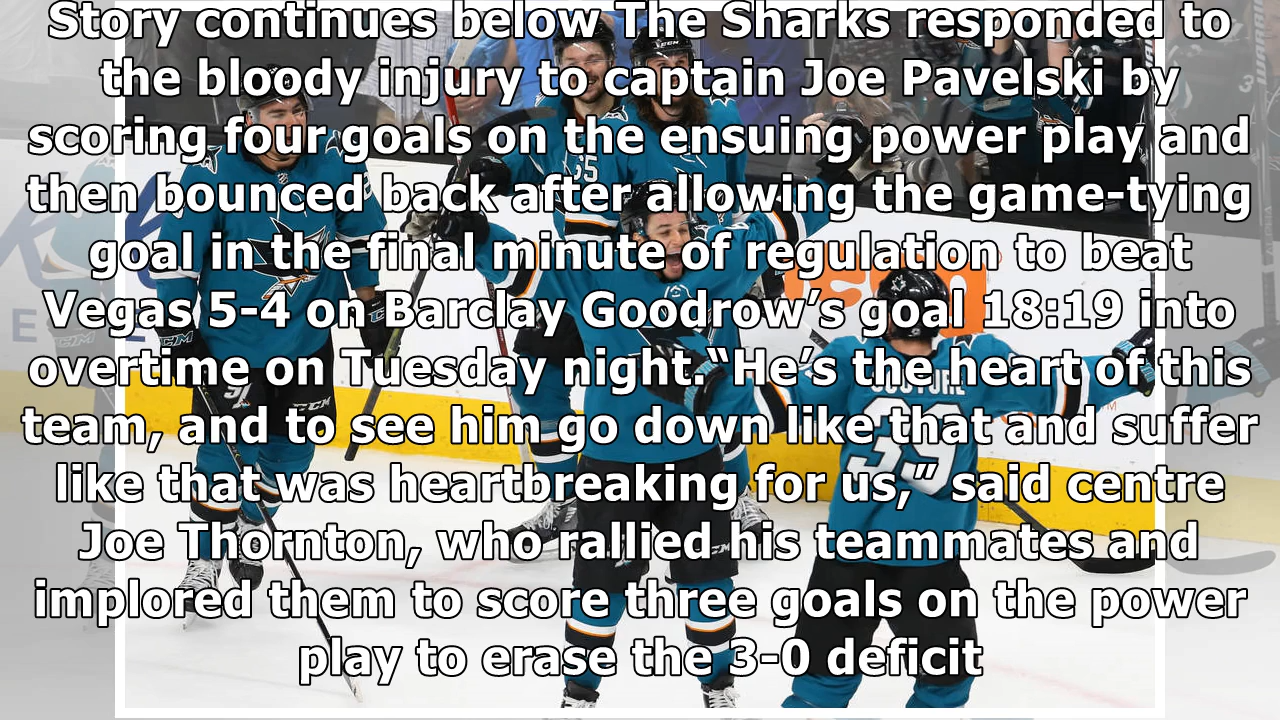 Story continues below The Sharks responded to
the bloody injury to captain Joe Pavelski by
scoring four goals on the ensuing power play and
then bounced back after allowing the game-tying
goal in the final minute of regulation to beat
Vegas 5-4 on Barclay Goodrow’s goal 18:19 into
overtime on Tuesday night.“He’s the heart of this
team, and to see him go down like that and suffer
like that was heartbreaking for us,” said centre
Joe Thornton, who rallied his teammates and
implored them to score three goals on the power
play to erase the 3-0 deficit
65
COUTURE
39
CCM